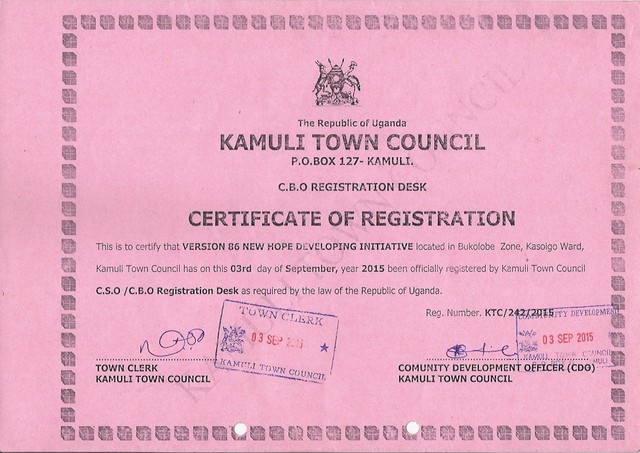 The Republic of Uganda
KAMULI TOWN COUNCIL
P.O.BOX 127- KAMULI.
C.B.O REGISTRATION DESK
CERTIFICATE OF REGISTRATION
This is to certify that VERSION 86 NEW HOPE DEVELOPING INITIATIVE located in Bukolobe Zone, Kasoigo Ward,
Kamuli Town Council has on this 03rd day of September, year 2015 been officially registered by Kamuli Town Council
C.S.O /C.B.O Registration Desk as required by the law of the Republic of Uganda.
Reg. Number. KTC/242/2015
TOWN CLERK
03 SEP 2015
KAMULI TOWN COUNCIL
COMMUNITY DEVELOPMENT
03 SEP 2015
KAMULI TOWN COUNCIL
TOWN CLERK
KAMULI TOWN COUNCIL
COMUNITY DEVELOPMENT OFFICER (CDO)
KAMULI TOWN COUNCIL